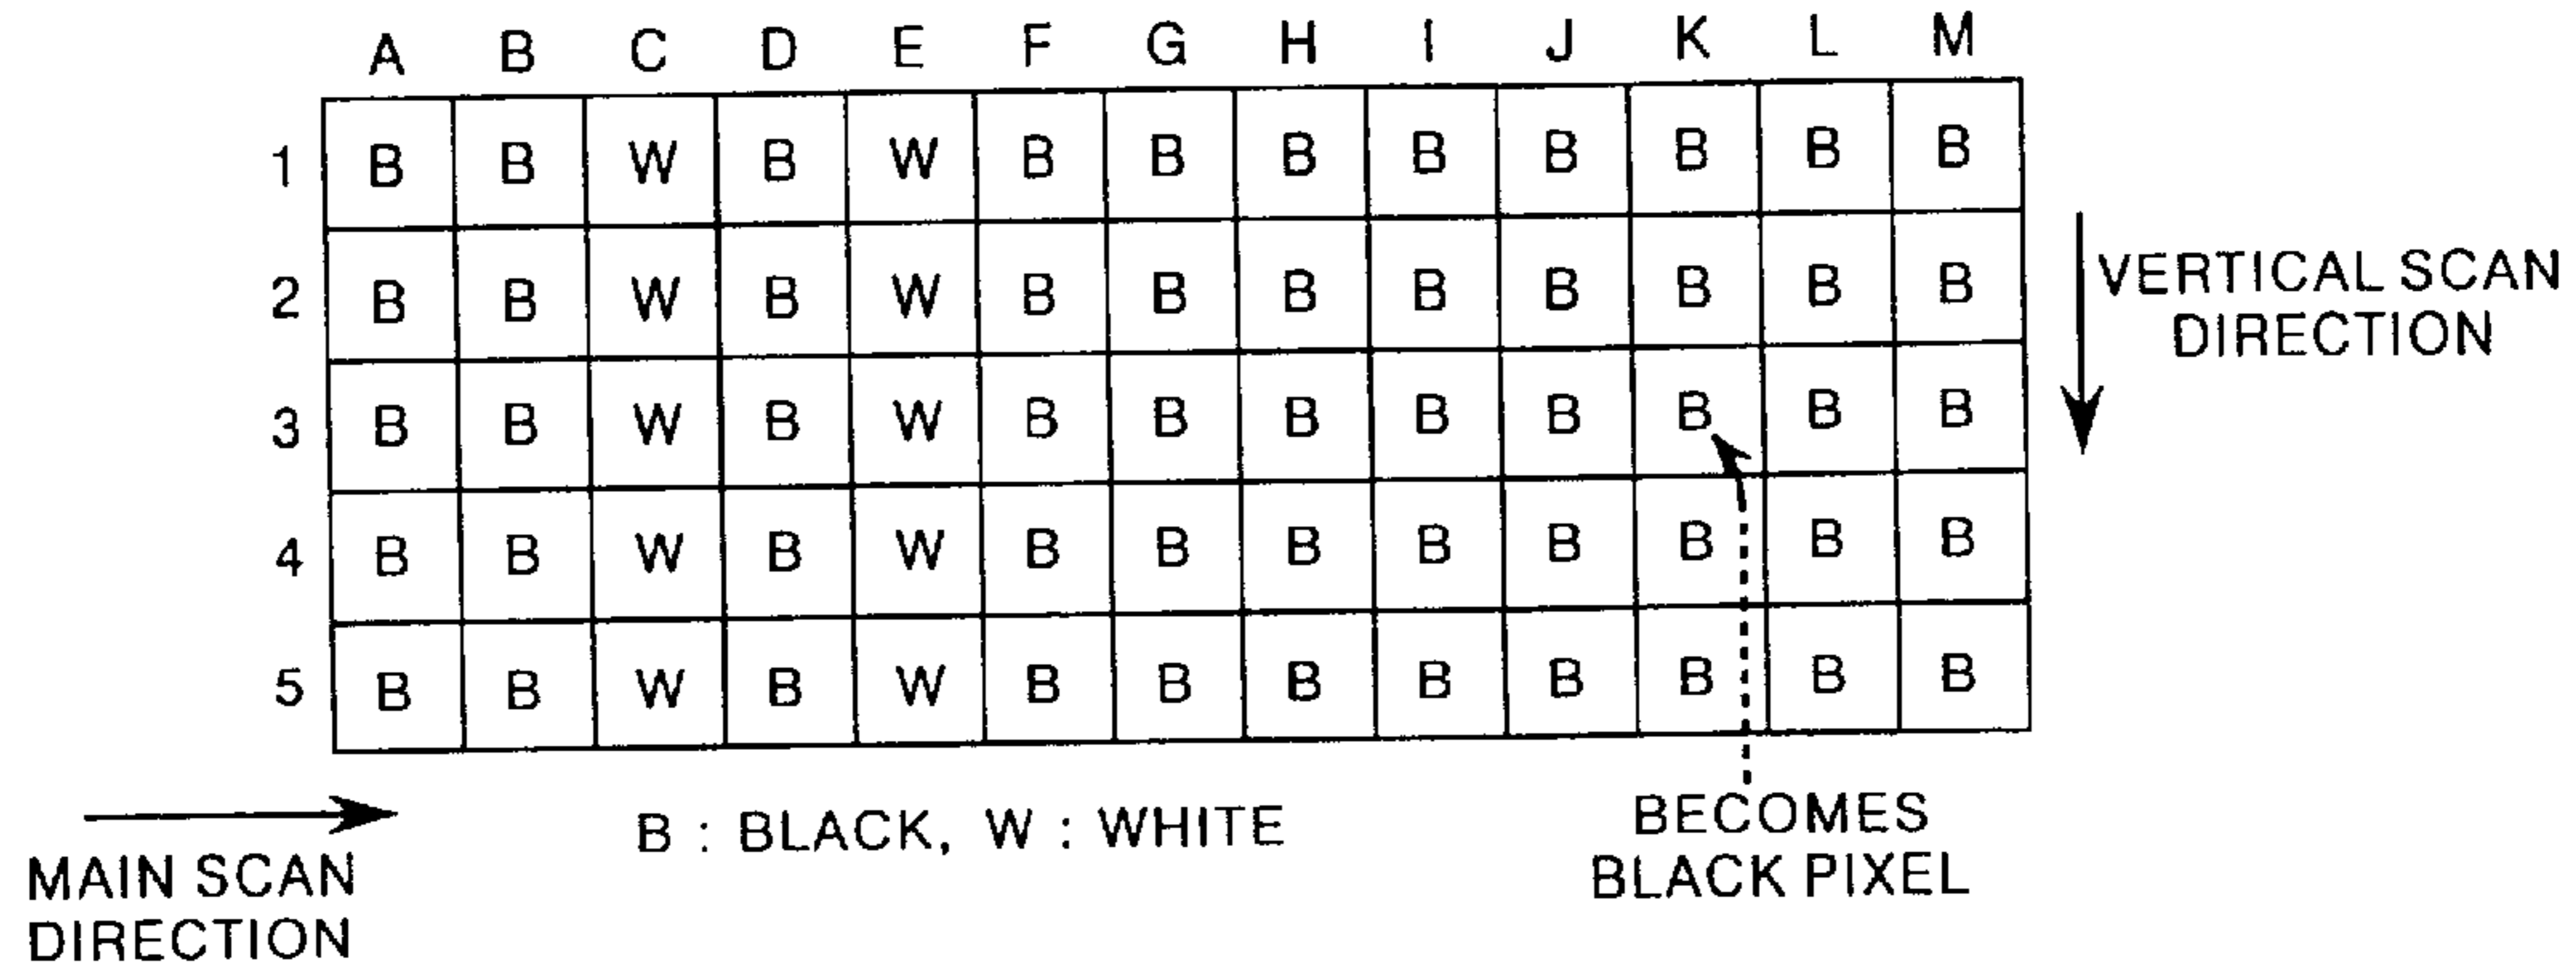 A B C D E F G H I J K L M
1 B B W B W B B B B B B B B
2 B B W B W B B B B B B B B
3 B B W B W B B B B B B B B
4 B B W B W B B B B B B B B
5 B B W B W B B B B B B B B
VERTICAL SCAN
DIRECTION
MAIN SCAN
DIRECTION
B : BLACK, W : WHITE
BECOMES
BLACK PIXEL